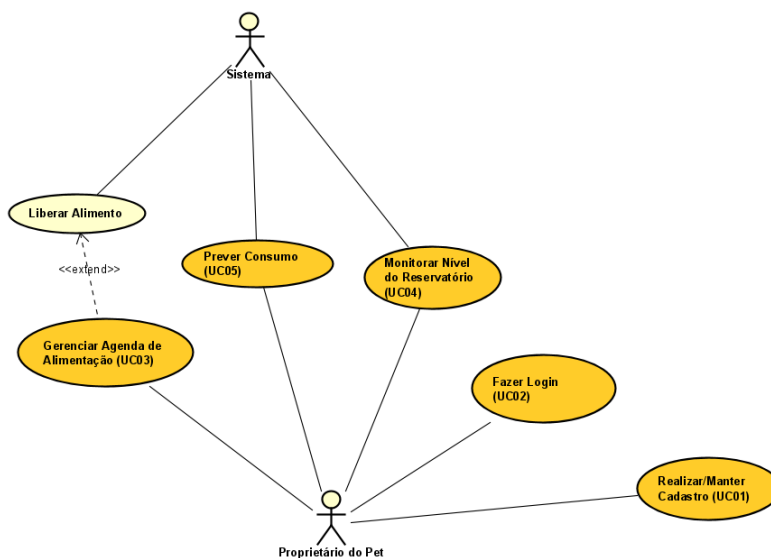 Sistema
Liberar Alimento
<<extend>>
Prever Consumo
(UC05)
Monitorar Nível
do Reservatório
(UC04)
Gerenciar Agenda de
Alimentação (UC03)
Fazer Login
(UC02)
Realizar/Manter
Cadastro (UC01)
Proprietário do Pet